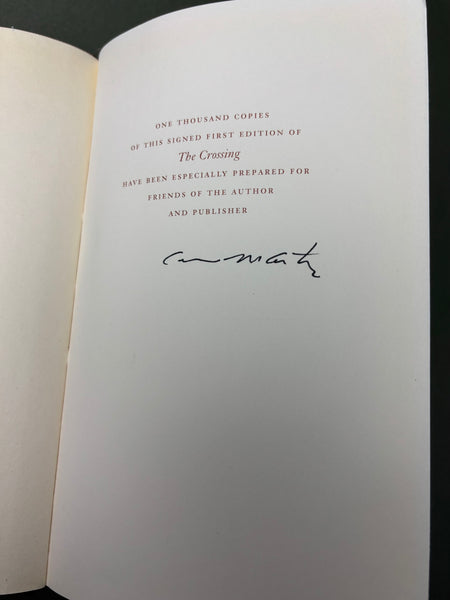 ONE THOUSAND COPIES
OF THIS SIGNED FIRST EDITION OF
The Crossing
HAVE BEEN ESPECIALLY PREPARED FOR
FRIENDS OF THE AUTHOR
AND PUBLISHER